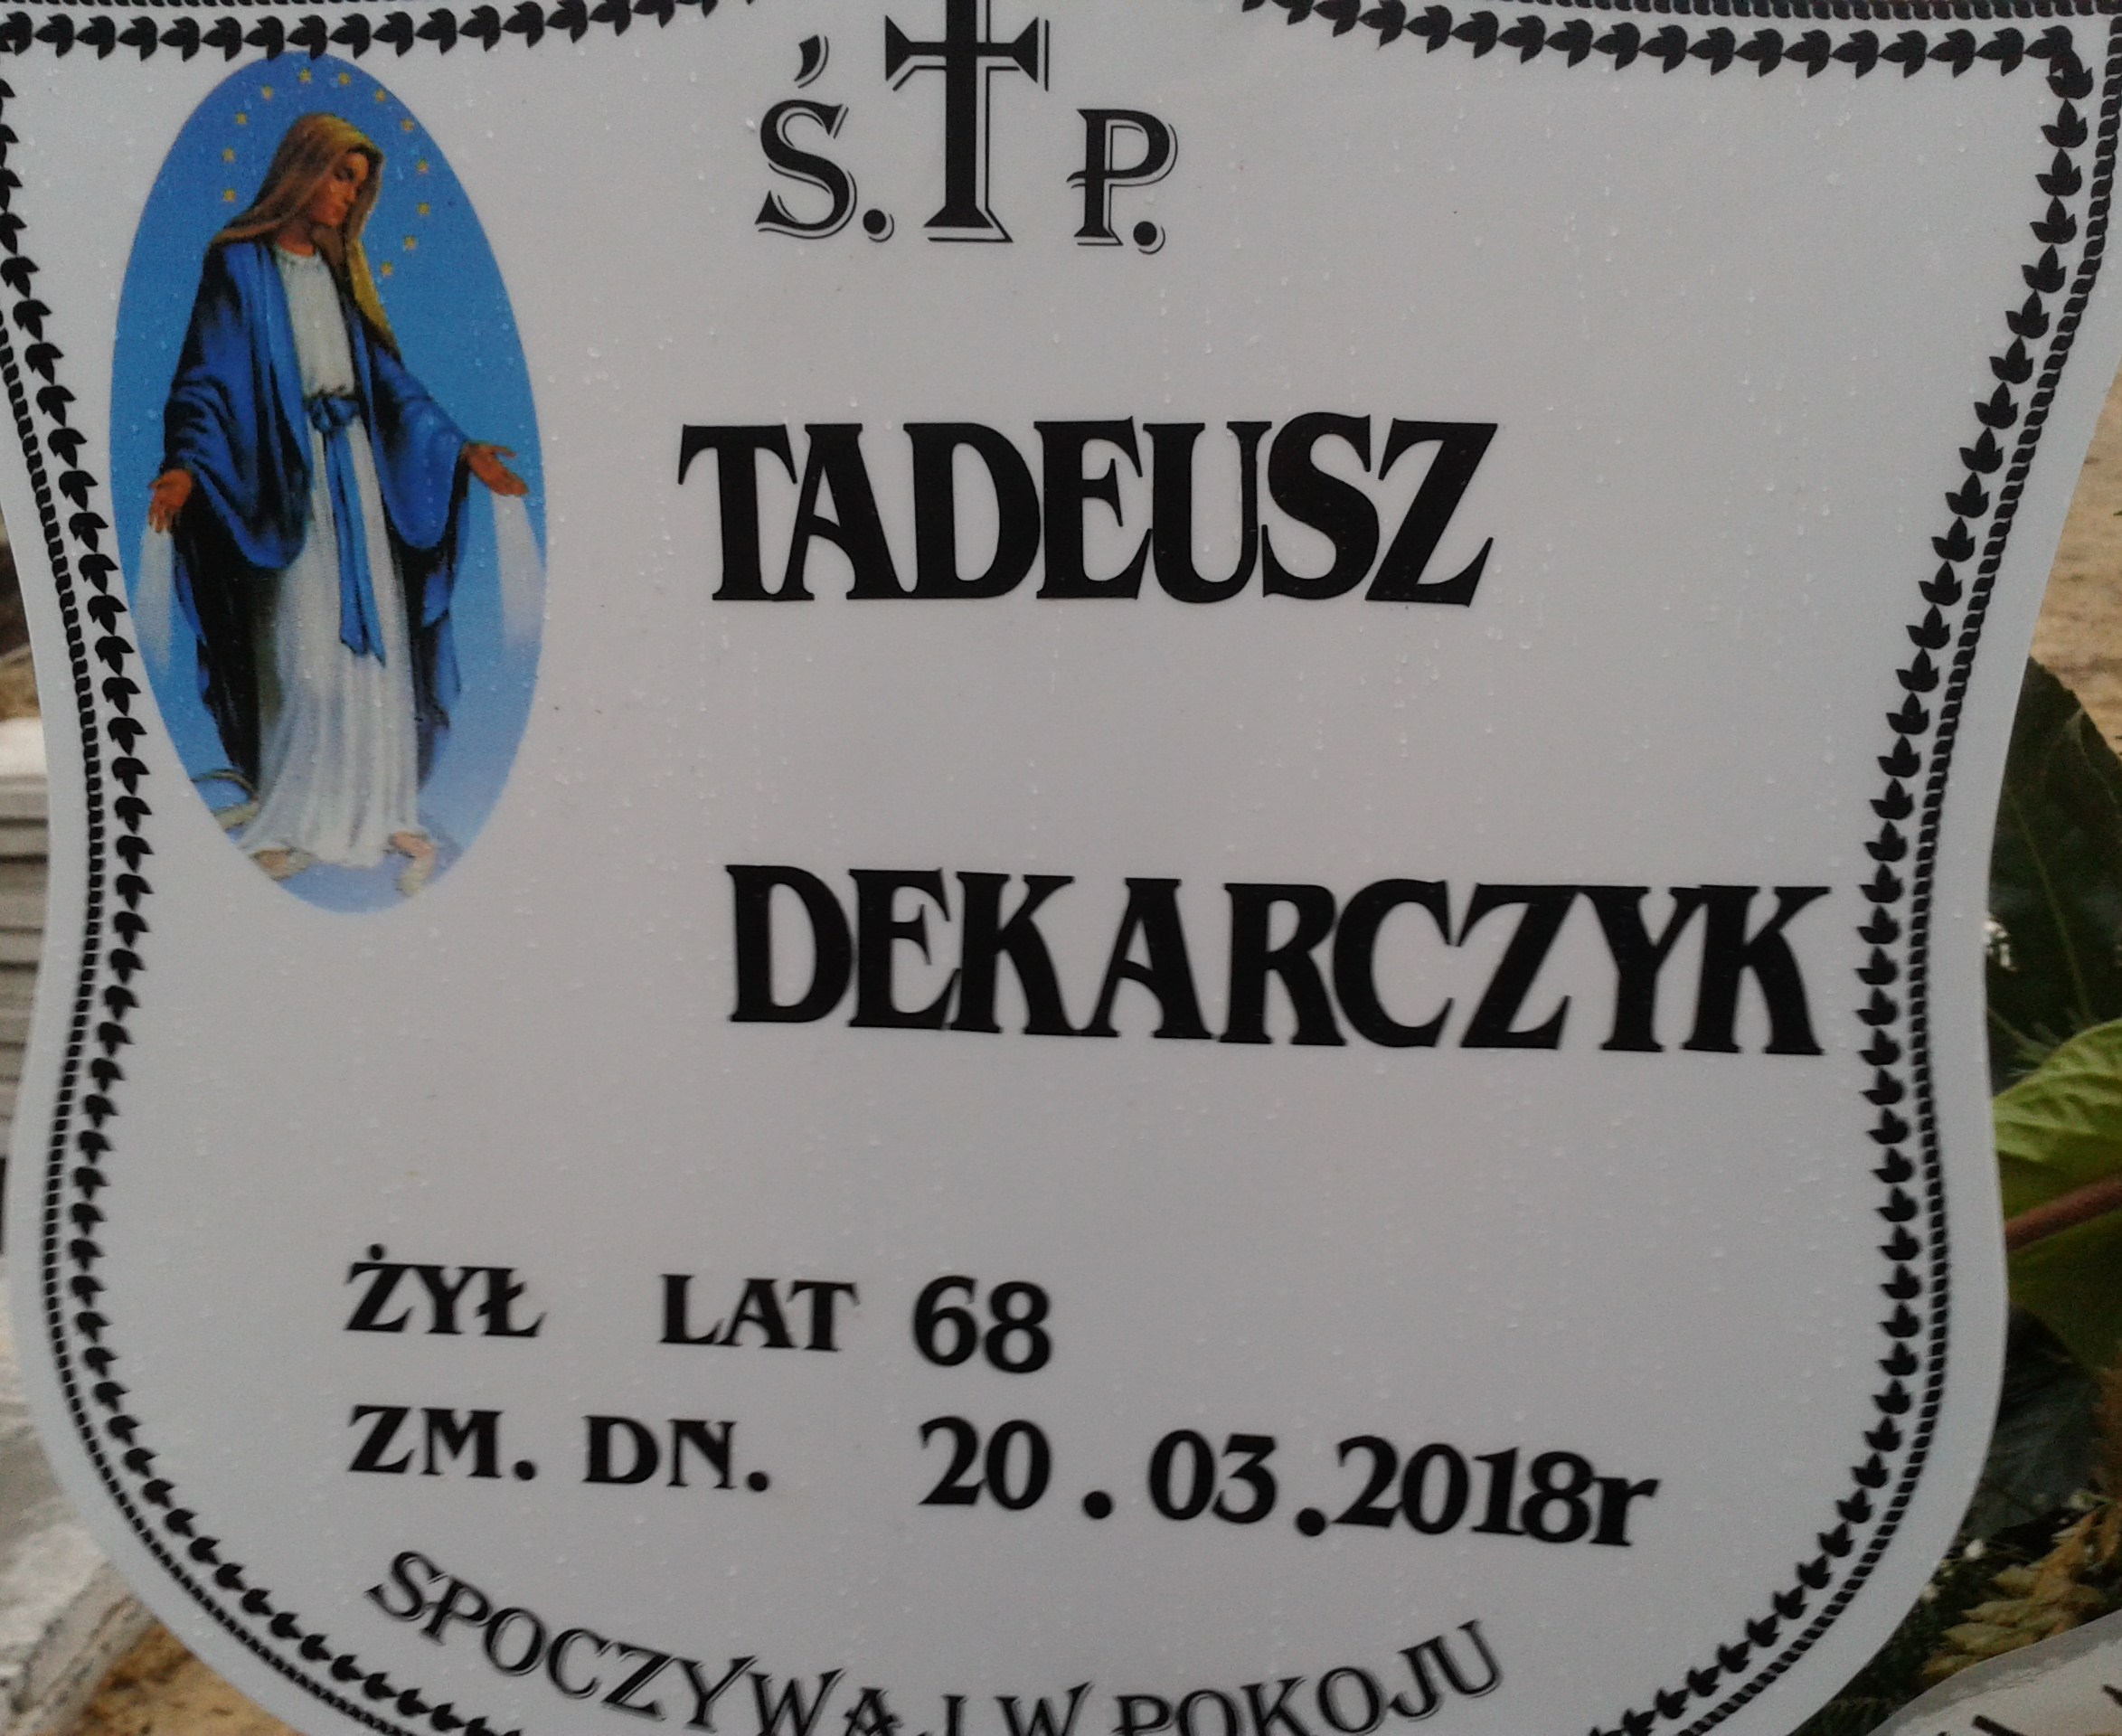 Ś. P.
TADEUSZ
DEKARCZYK
ŻYŁ LAT 68
ZM. DN. 20.03.2018r
SPOCZYWAJ W POKOJU